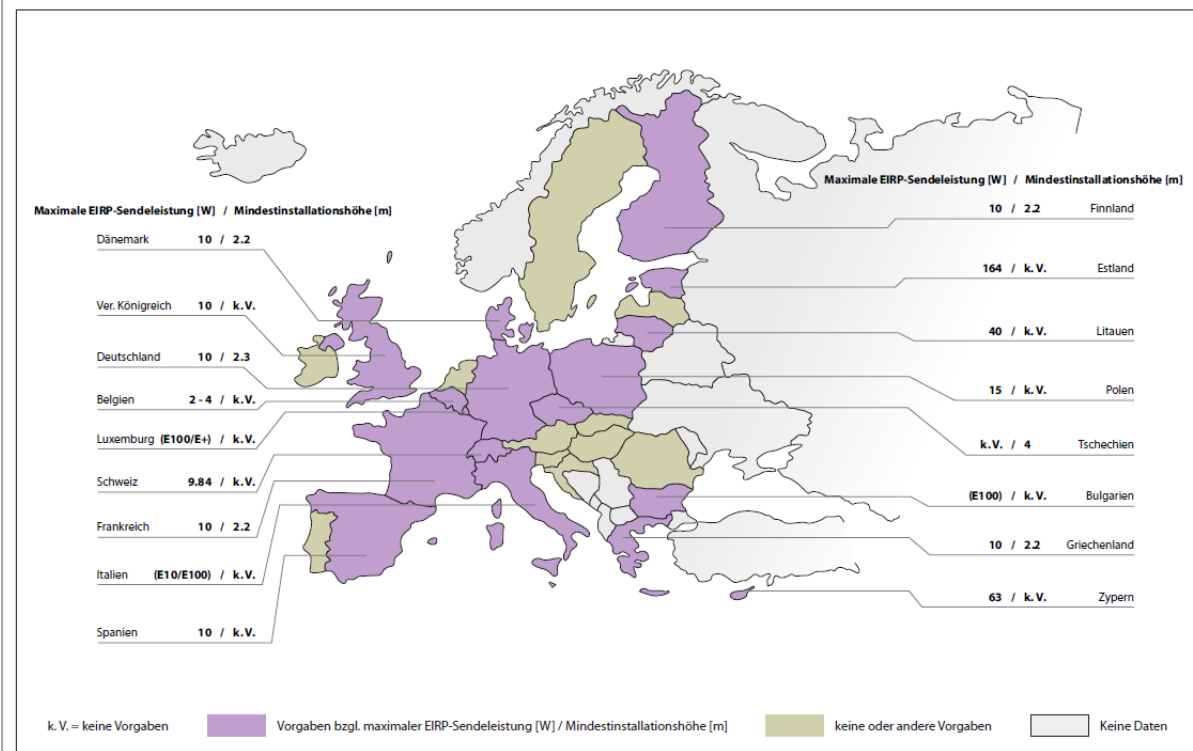 Maximale EIRP-Sendeleistung [W] / Mindestinstallationshöhe [m]
Dänemark 10 / 2.2
Ver. Königreich 10 / k. V.
Deutschland 10 / 2.3
Belgien 2 - 4 / k. V.
Luxemburg (E100/E+) / k. V.
Schweiz 9.84 / k. V.
Frankreich 10 / 2.2
Italien (E10/E100) / k. V.
Spanien 10 / k. V.
Maximale EIRP-Sendeleistung [W] / Mindestinstallationshöhe [m]
10 / 2.2 Finnland
164 / k. V. Estland
40 / k. V. Litauen
15 / k. V. Polen
k. V. / 4 Tschechien
(E100) / k. V. Bulgarien
10 / 2.2 Griechenland
63 / k. V. Zypern
k. V. = keine Vorgaben Vorgaben bzgl. maximaler EIRP-Sendeleistung [W] / Mindestinstallationshöhe [m] keine oder andere Vorgaben Keine Daten